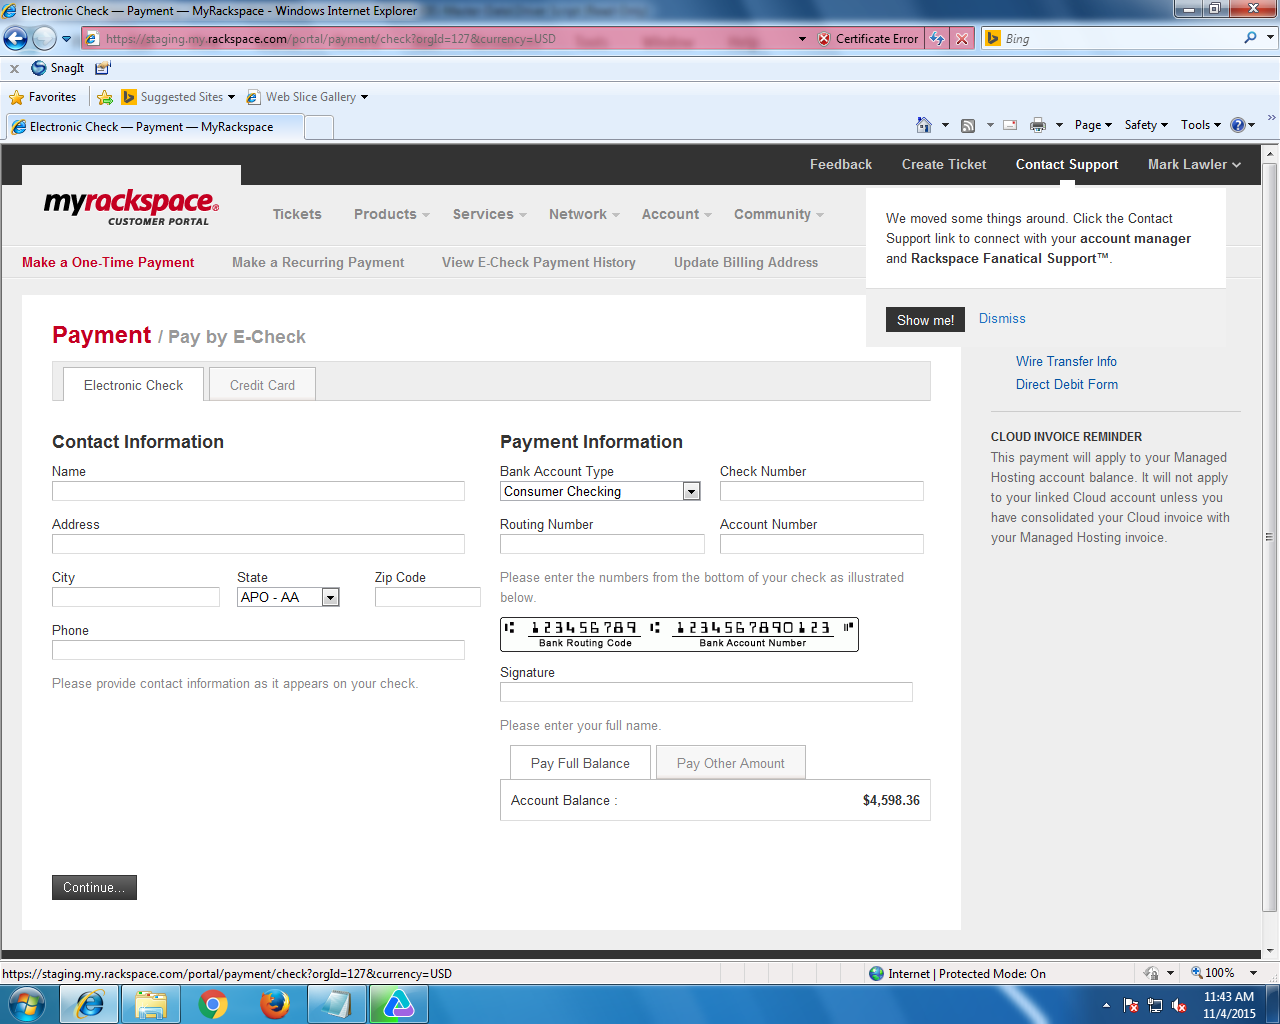 Electronic Check — Payment — MyRackspace - Windows Internet Explorer
https://staging.my.rackspace.com/portal/payment/check?orgId=127&currency=USD
Certificate Error
Bing
x
SnagIt
Favorites
Suggested Sites
Web Slice Gallery
Electronic Check — Payment — MyRackspace
Page
Safety
Tools
Feedback
Create Ticket
Contact Support
Mark Lawler
myrackspace®
CUSTOMER PORTAL
Tickets
Products
Services
Network
Account
Community
We moved some things around. Click the Contact
Support link to connect with your account manager
and Rackspace Fanatical Support™.
Show me!
Dismiss
Make a One-Time Payment
Make a Recurring Payment
View E-Check Payment History
Update Billing Address
Payment / Pay by E-Check
Electronic Check
Credit Card
Wire Transfer Info
Direct Debit Form
CLOUD INVOICE REMINDER
This payment will apply to your Managed
Hosting account balance. It will not apply
to your linked Cloud account unless you
have consolidated your Cloud invoice with
your Managed Hosting invoice.
Contact Information
Name
Address
City
State
Zip Code
APO - AA
Phone
Please provide contact information as it appears on your check.
Payment Information
Bank Account Type
Check Number
Consumer Checking
Routing Number
Account Number
Please enter the numbers from the bottom of your check as illustrated
below.
123456789
1234567890123
Bank Routing Code
Bank Account Number
Signature
Please enter your full name.
Pay Full Balance
Pay Other Amount
Account Balance :
$4,598.36
Continue...
https://staging.my.rackspace.com/portal/payment/check?orgId=127&currency=USD
Internet | Protected Mode: On
100%
11:43 AM
11/4/2015